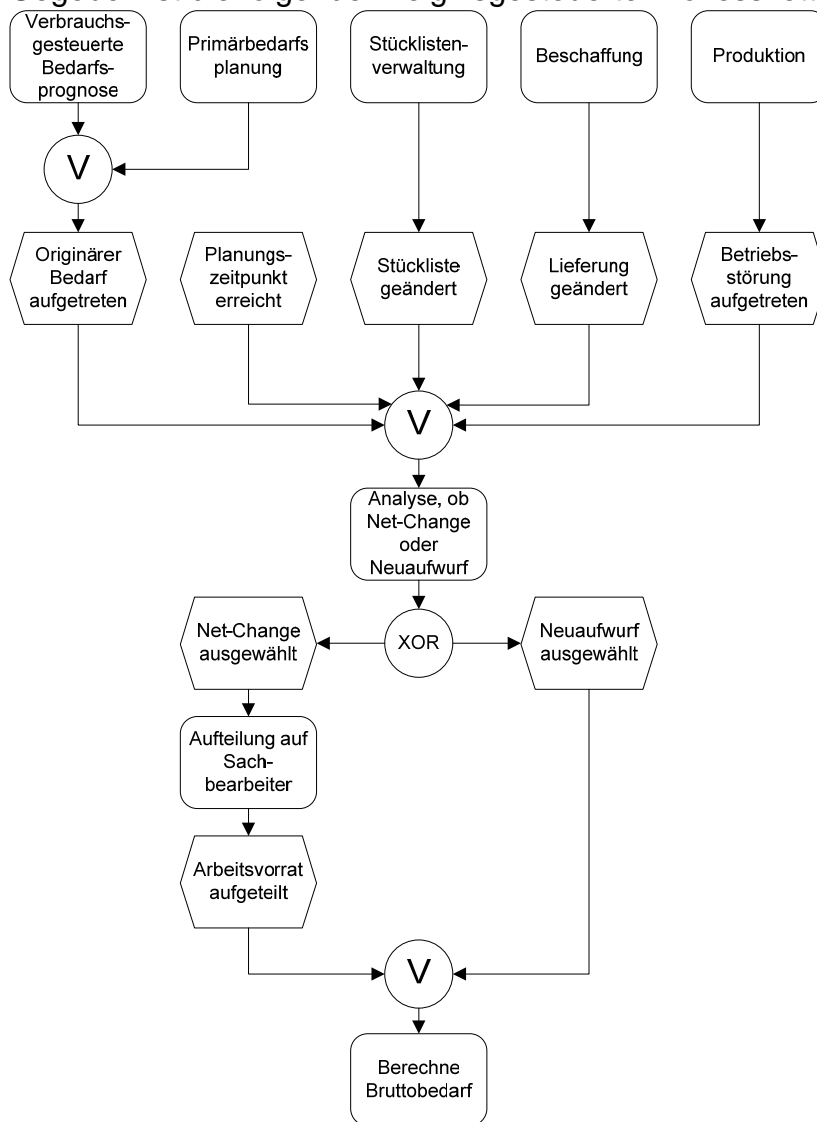 Verbrauchs-
gesteuerte
Bedarfs-
prognose
Primärbedarfs
planung
Stücklisten-
verwaltung
Beschaffung
Produktion
V
Originärer
Bedarf
aufgetreten
Planungs-
zeitpunkt
erreicht
Stückliste
geändert
Lieferung
geändert
Betriebs-
störung
aufgetreten
V
Analyse, ob
Net-Change
oder
Neuaufwurf
Net-Change
ausgewählt
XOR
Neuaufwurf
ausgewählt
Aufteilung auf
Sach-
bearbeiter
Arbeitsvorrat
aufgeteilt
V
Berechne
Bruttobedarf